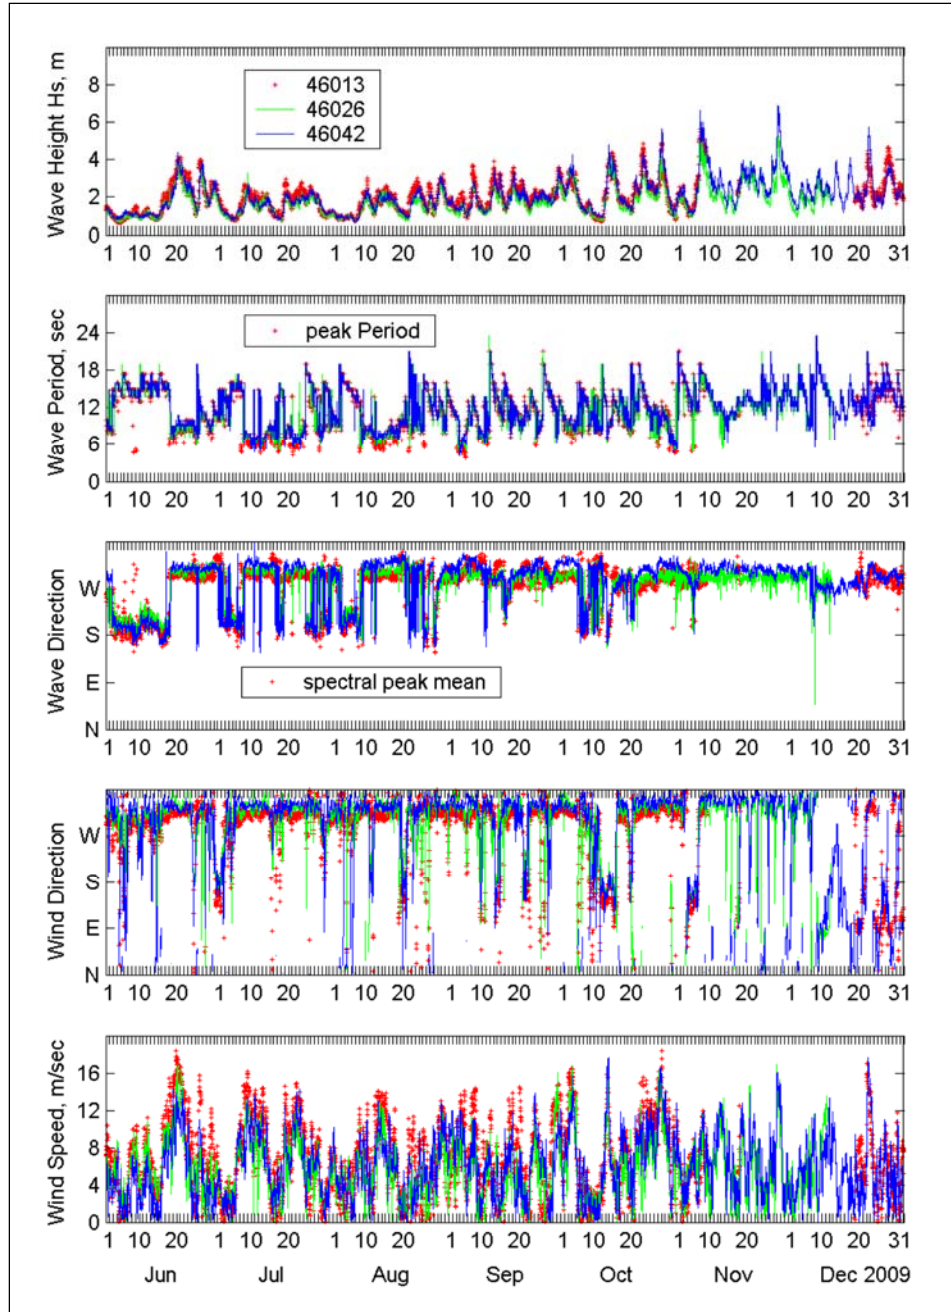 Wave Height Hs, m
8
6
4
2
0
46013
46026
46042
1 10 20 1 10 20 1 10 20 1 10 20 1 10 20 1 10 20 1 10 20 31
Wave Period, sec
24
18
12
6
0
peak Period
1 10 20 1 10 20 1 10 20 1 10 20 1 10 20 1 10 20 1 10 20 31
Wave Direction
W
S
E
N
spectral peak mean
1 10 20 1 10 20 1 10 20 1 10 20 1 10 20 1 10 20 1 10 20 31
Wind Direction
W
S
E
N
1 10 20 1 10 20 1 10 20 1 10 20 1 10 20 1 10 20 1 10 20 31
Wind Speed, m/sec
16
12
8
4
0
1 10 20 1 10 20 1 10 20 1 10 20 1 10 20 1 10 20 1 10 20 31
Jun Jul Aug Sep Oct Nov Dec 2009